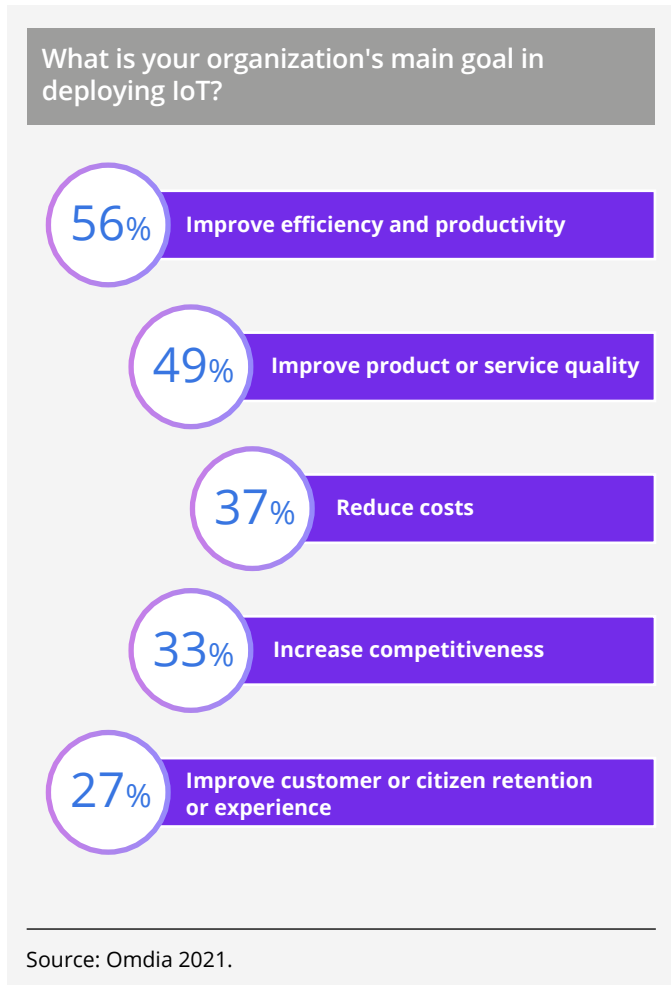 What is your organization's main goal in
deploying IoT?
56%
Improve efficiency and productivity
49%
Improve product or service quality
37%
Reduce costs
33%
Increase competitiveness
27%
Improve customer or citizen retention
or experience
Source: Omdia 2021.